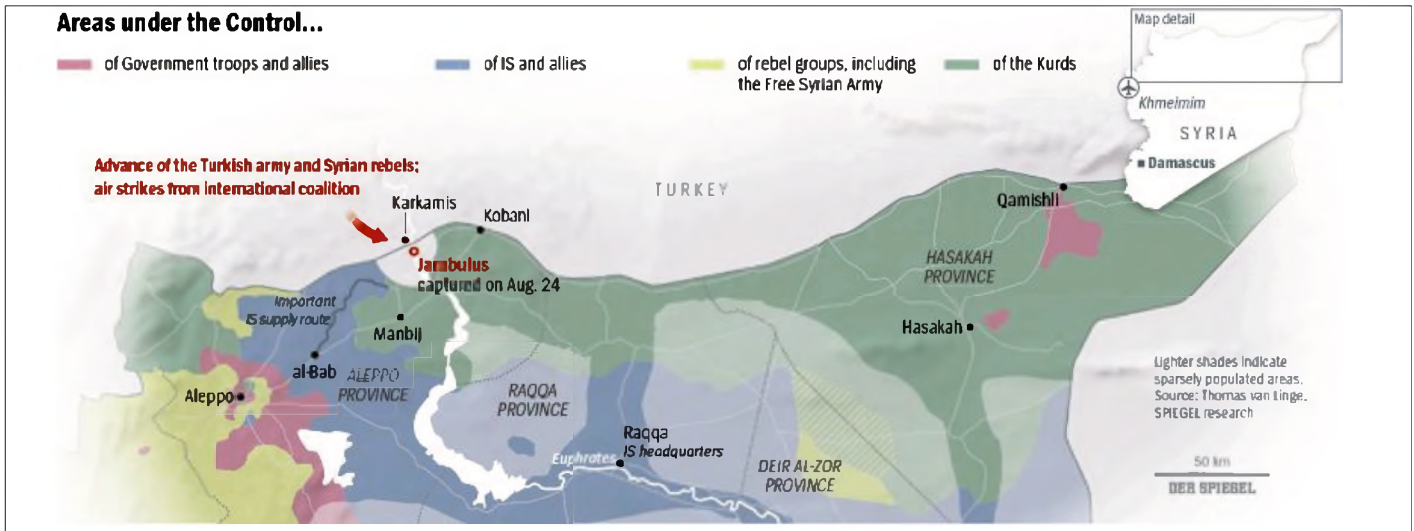 Areas under the Control...
of Government troops and allies
of IS and allies
of rebel groups, including
the Free Syrian Army
of the Kurds
Map detail
Khmeimim
SYRIA
Damascus
Advance of the Turkish army and Syrian rebels;
air strikes from international coalition
TURKEY
Karkamis
Kobani
Qamishli
Jarabulus
captured on Aug. 24
HASAKAH
PROVINCE
Important
IS supply route
Manbij
Hasakah
al-Bab
ALEPPO
PROVINCE
Aleppo
RAQQA
PROVINCE
Lighter shades indicate
sparsely populated areas.
Source: Thomas van Linge,
SPIEGEL research
Raqqa
IS headquarters
Euphrates
DEIR AL-ZOR
PROVINCE
50 km
DER SPIEGEL